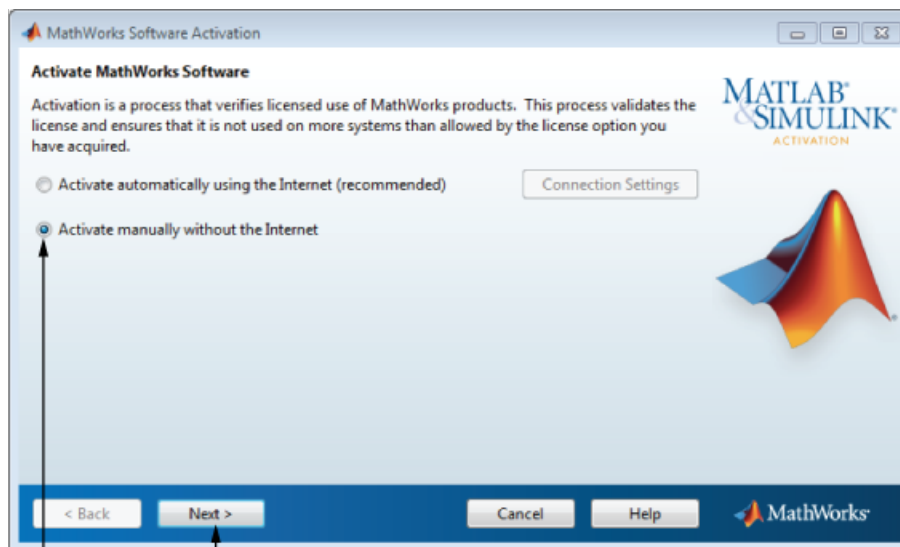 MathWorks Software Activation
Activate MathWorks Software
Activation is a process that verifies licensed use of MathWorks products. This process validates the
license and ensures that it is not used on more systems than allowed by the license option you
have acquired.
MATLAB®
&SIMULINK®
ACTIVATION
Activate automatically using the Internet (recommended)
Connection Settings
Activate manually without the Internet
< Back
Next >
Cancel
Help
MathWorks®